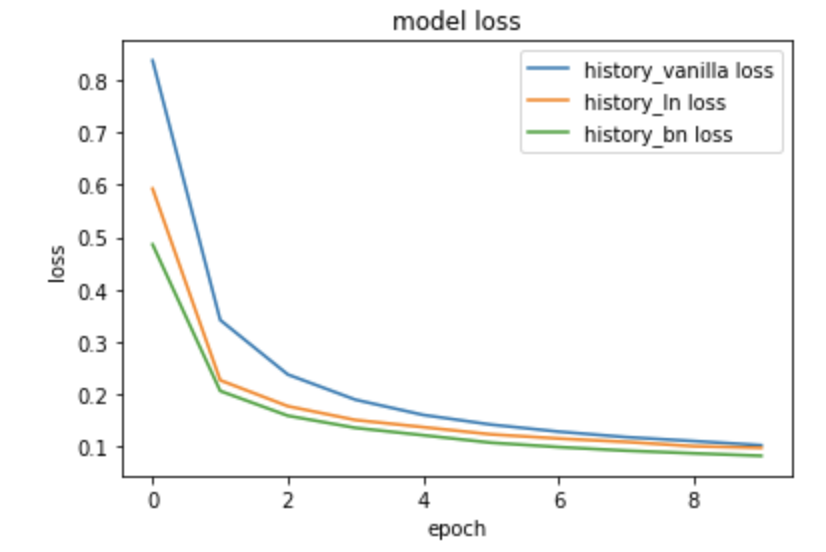 model loss
history_vanilla loss
history_ln loss
history_bn loss
0.8
0.7
0.6
0.5
0.4
0.3
0.2
0.1
loss
0 2 4 6 8
epoch